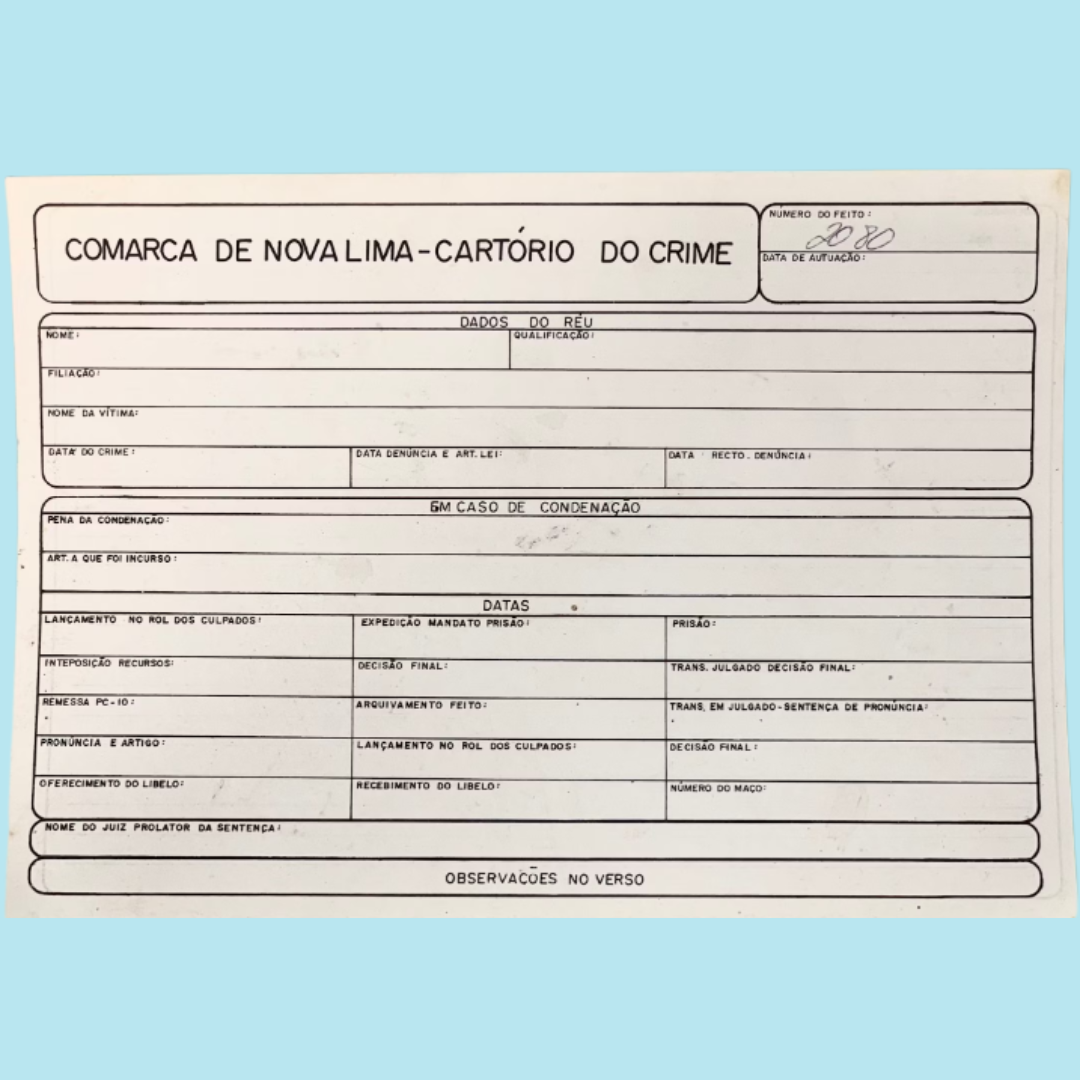 COMARCA DE NOVA LIMA-CARTÓRIO DO CRIME
NÚMERO DO FEITO:
2080
DATA DE AUTUAÇÃO:
DADOS DO RÉU
NOME: QUALIFICAÇÃO:
FILIAÇÃO:
NOME DA VÍTIMA:
DATA DO CRIME: DATA DENÚNCIA E ART. LEI: DATA RECTO. DENÚNCIA:
EM CASO DE CONDENAÇÃO
PENA DA CONDENAÇÃO:
ART. A QUE FOI INCURSO:
DATAS
LANÇAMENTO NO ROL DOS CULPADOS: EXPEDIÇÃO MANDATO PRISÃO: PRISÃO:
INTEPOSIÇÃO RECURSOS: DECISÃO FINAL: TRANS. JULGADO DECISÃO FINAL:
REMESSA PC-10: ARQUIVAMENTO FEITO: TRANS. EM JULGADO-SENTENÇA DE PRONÚNCIA:
PRONÚNCIA E ARTIGO: LANÇAMENTO NO ROL DOS CULPADOS: DECISÃO FINAL:
OFERECIMENTO DO LIBELO: RECEBIMENTO DO LIBELO: NÚMERO DO MAÇO:
NOME DO JUIZ PROLATOR DA SENTENÇA:
OBSERVAÇÕES NO VERSO